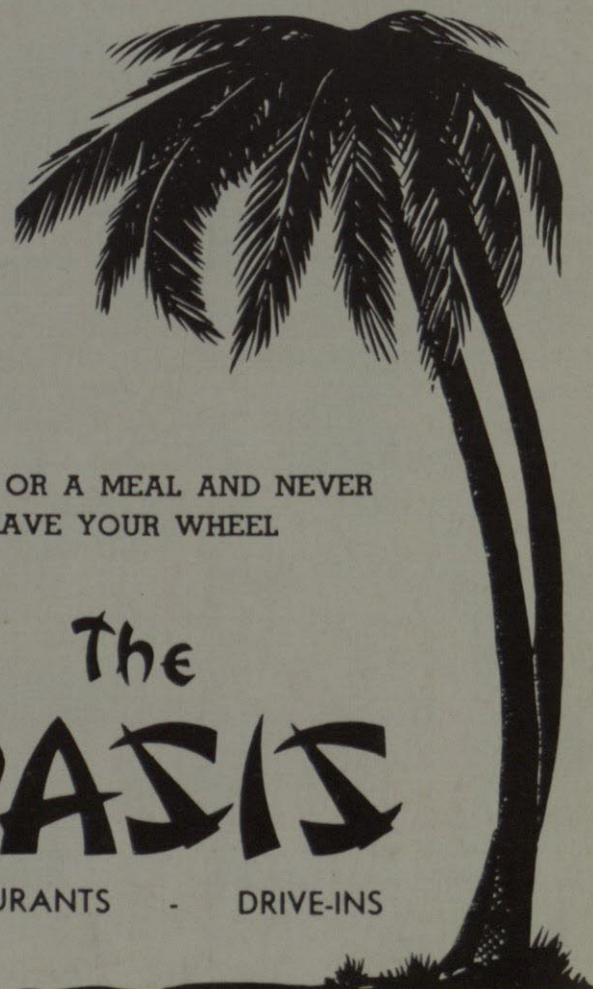 OR A MEAL AND NEVER
AVE YOUR WHEEL
The
ASIS
URANTS - DRIVE-INS